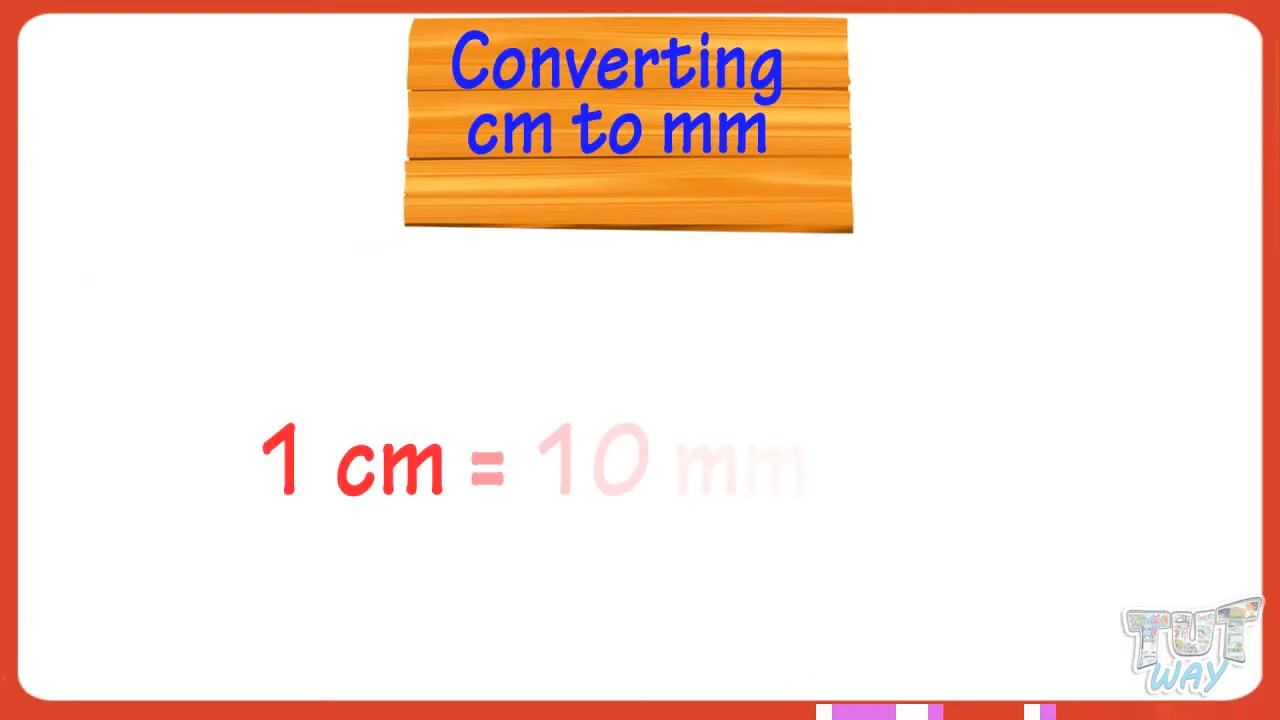 Converting
cm to mm
1 cm = 10 mm
TUT
WAY